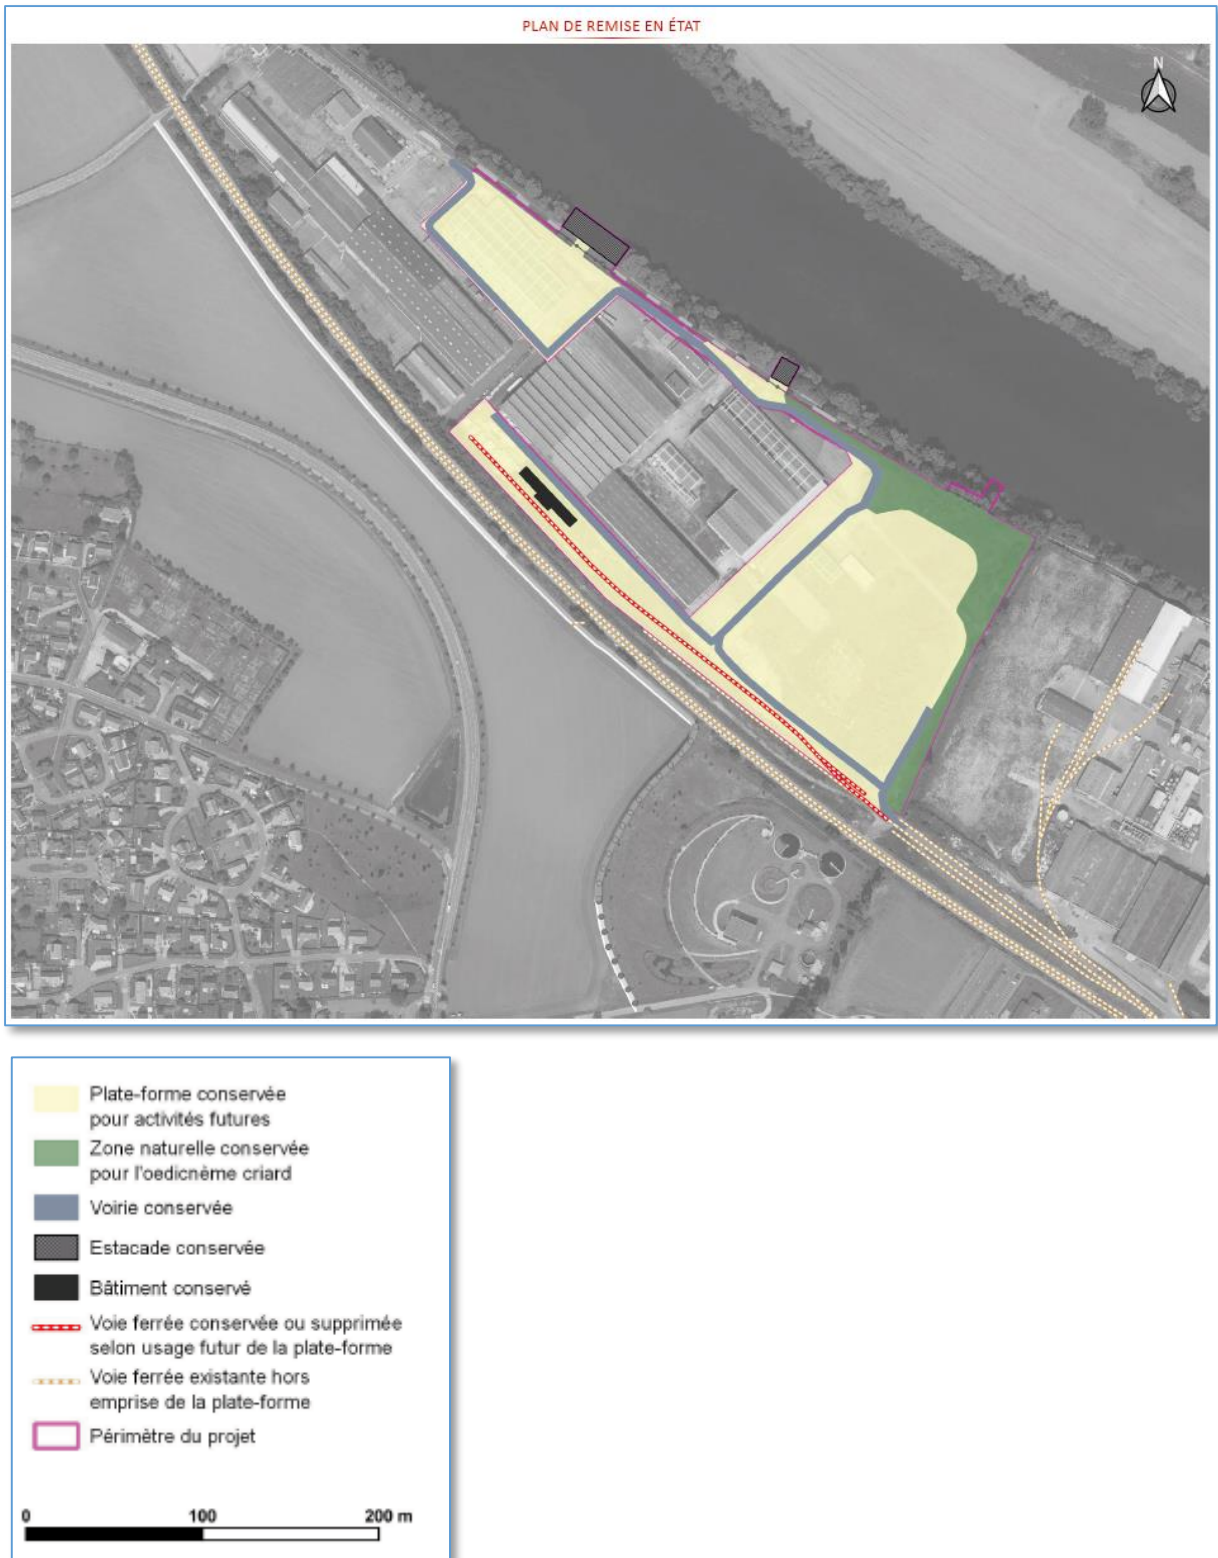 PLAN DE REMISE EN ÉTAT
N
Plate-forme conservée
pour activités futures
Zone naturelle conservée
pour l'oedicnème criard
Voirie conservée
Estacade conservée
Bâtiment conservé
Voie ferrée conservée ou supprimée
selon usage futur de la plate-forme
Voie ferrée existante hors
emprise de la plate-forme
Périmètre du projet
0 100 200 m